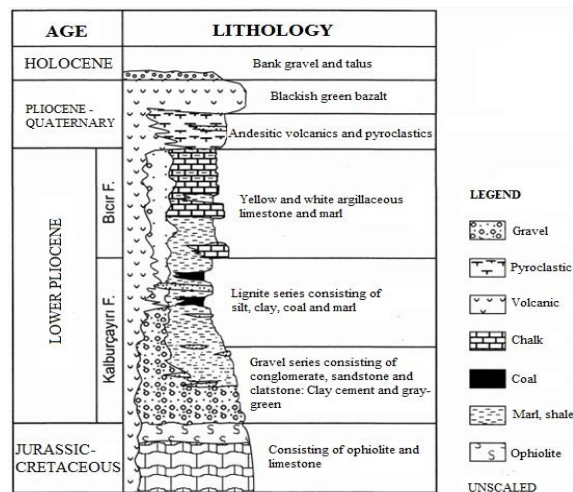 AGE
LITHOLOGY
HOLOCENE
Bank gravel and talus
PLIOCENE -
QUATERNARY
Blackish green bazalt
Andesitic volcanics and pyroclastics
LOWER PLIOCENE
Bıcır F.
Yellow and white argillaceous
limestone and marl
Kalburçayırı F.
Lignite series consisting of
silt, clay, coal and marl
Gravel series consisting of
conglomerate, sandstone and
clatstone: Clay cement and gray-
green
JURASSIC-
CRETACEOUS
Consisting of ophiolite and
limestone
S S S S
S S
LEGEND
Gravel
Pyroclastic
Volcanic
Chalk
Coal
Marl, shale
S
Ophiolite
UNSCALED